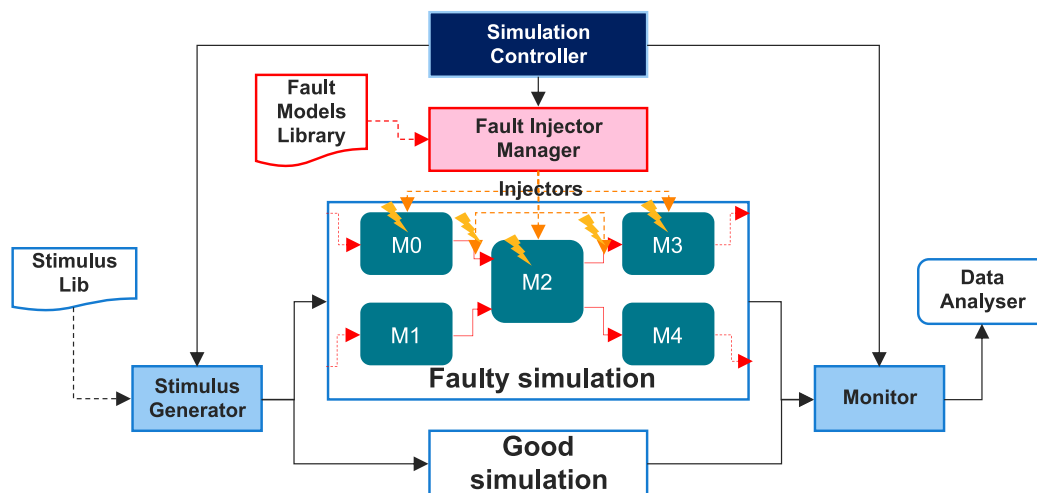 Simulation
Controller
Fault
Models
Library
Fault Injector
Manager
Injectors
M0
M3
M2
M1
M4
Faulty simulation
Stimulus
Lib
Data
Analyser
Stimulus
Generator
Monitor
Good
simulation